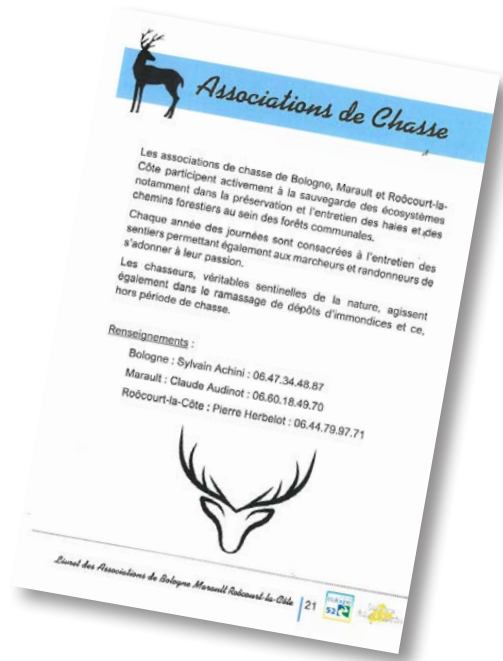 Associations de Chasse
Les associations de chasse de Bologne, Marault et Roôcourt-la-
Côte participent activement à la sauvegarde des écosystèmes
notamment dans la préservation et l'entretien des haies et des
chemins forestiers au sein des forêts communales.
Chaque année des journées sont consacrées à l'entretien des
sentiers permettant également aux marcheurs et randonneurs de
s'adonner à leur passion.
Les chasseurs, véritables sentinelles de la nature, agissent
également dans le ramassage de dépôts d'immondices et ce,
hors période de chasse.
Renseignements :
Bologne : Sylvain Achini : 06.47.34.48.87
Marault : Claude Audinot : 06.60.18.49.70
Roôcourt-la-Côte : Pierre Herbelot : 06.44.79.97.71
Livret des Associations de Bologne Marault Roôcourt-la-Côte
21
Bologne
52